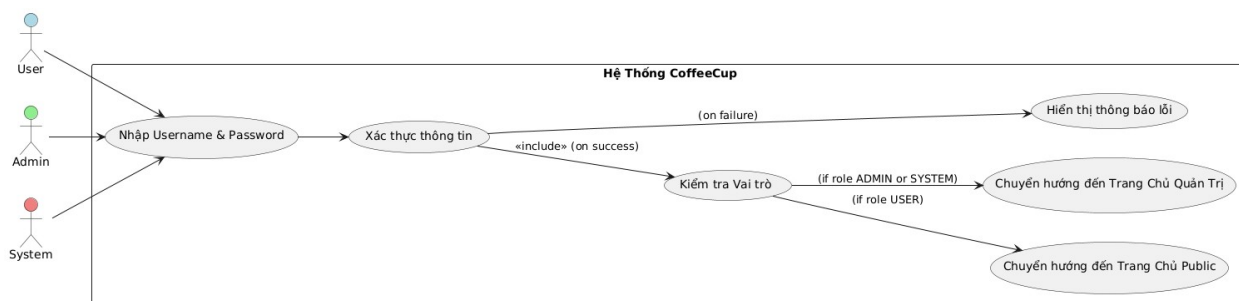 User
Admin
System
Hệ Thống CoffeeCup
Nhập Username & Password
Xác thực thông tin
(on failure)
Hiển thị thông báo lỗi
«include» (on success)
Kiểm tra Vai trò
(if role ADMIN or SYSTEM)
Chuyển hướng đến Trang Chủ Quản Trị
(if role USER)
Chuyển hướng đến Trang Chủ Public